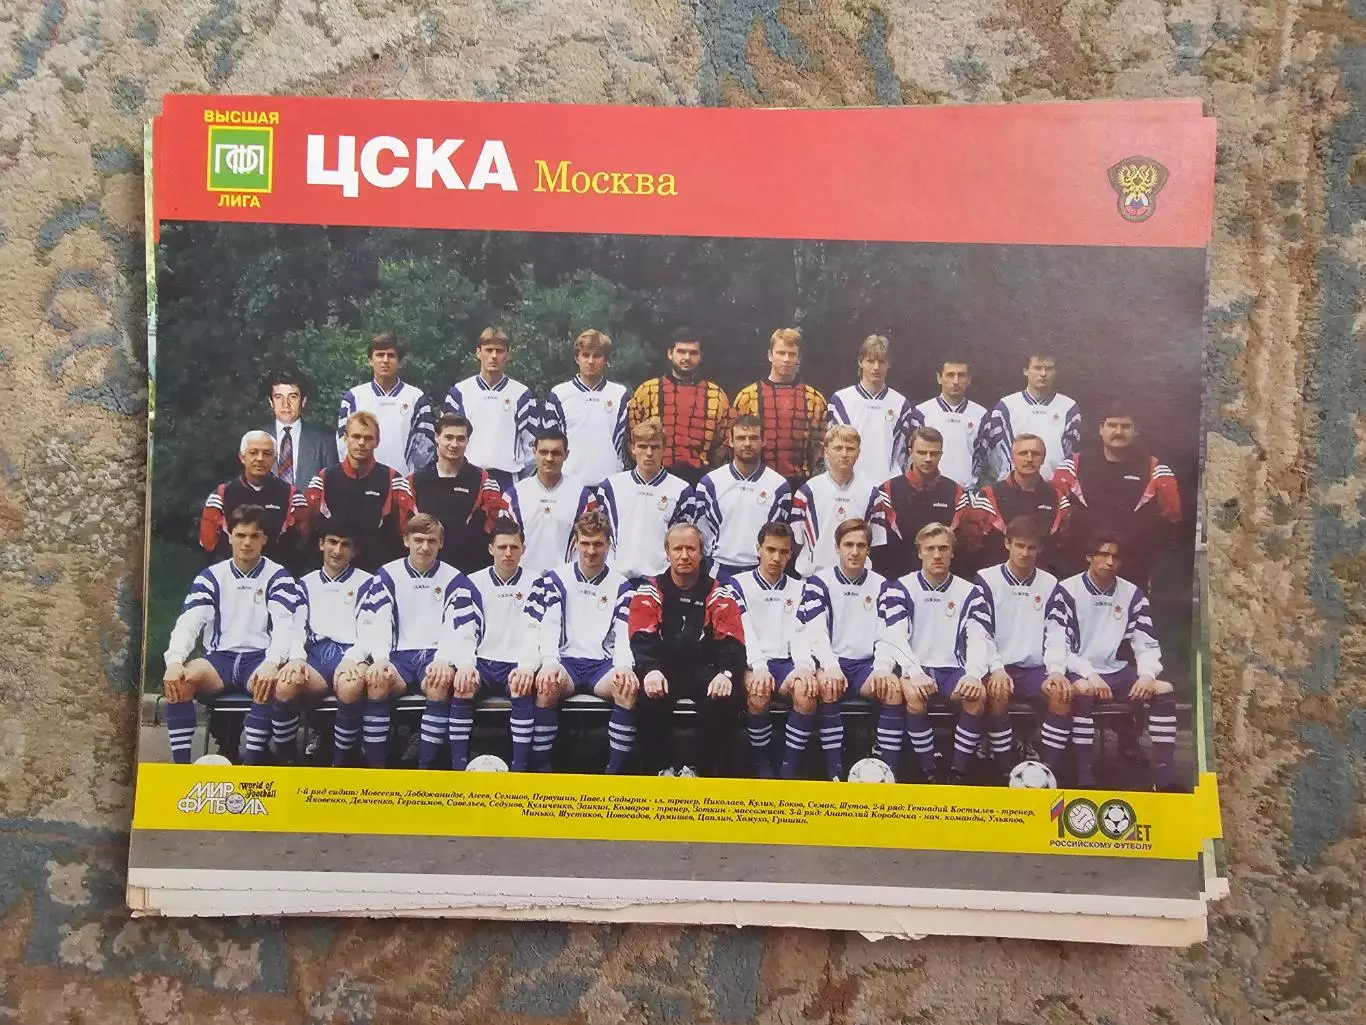 ВЫСШАЯ
ПФЛ
ЛИГА
ЦСКА Москва
МИР
ФУТБОЛА
World of
Football
1-й ряд сидят: Мовсесян, Лобджанидзе, Агеев, Семшов, Первушин, Павел Садырин - гл. тренер, Николаев, Кулик, Боков, Семак, Шутов. 2-й ряд: Геннадий Костылев - тренер,
Яковенко, Демченко, Герасимов, Савельев, Седунов, Куличенко, Заикин, Комаров - тренер, Зоткин - массажист. 3-й ряд: Анатолий Коробочка - нач. команды, Ульянов,
Минько, Шустиков, Новосадов, Армишев, Цаплин, Хомуха, Гришин.
100 ЛЕТ
РОССИЙСКОМУ ФУТБОЛУ